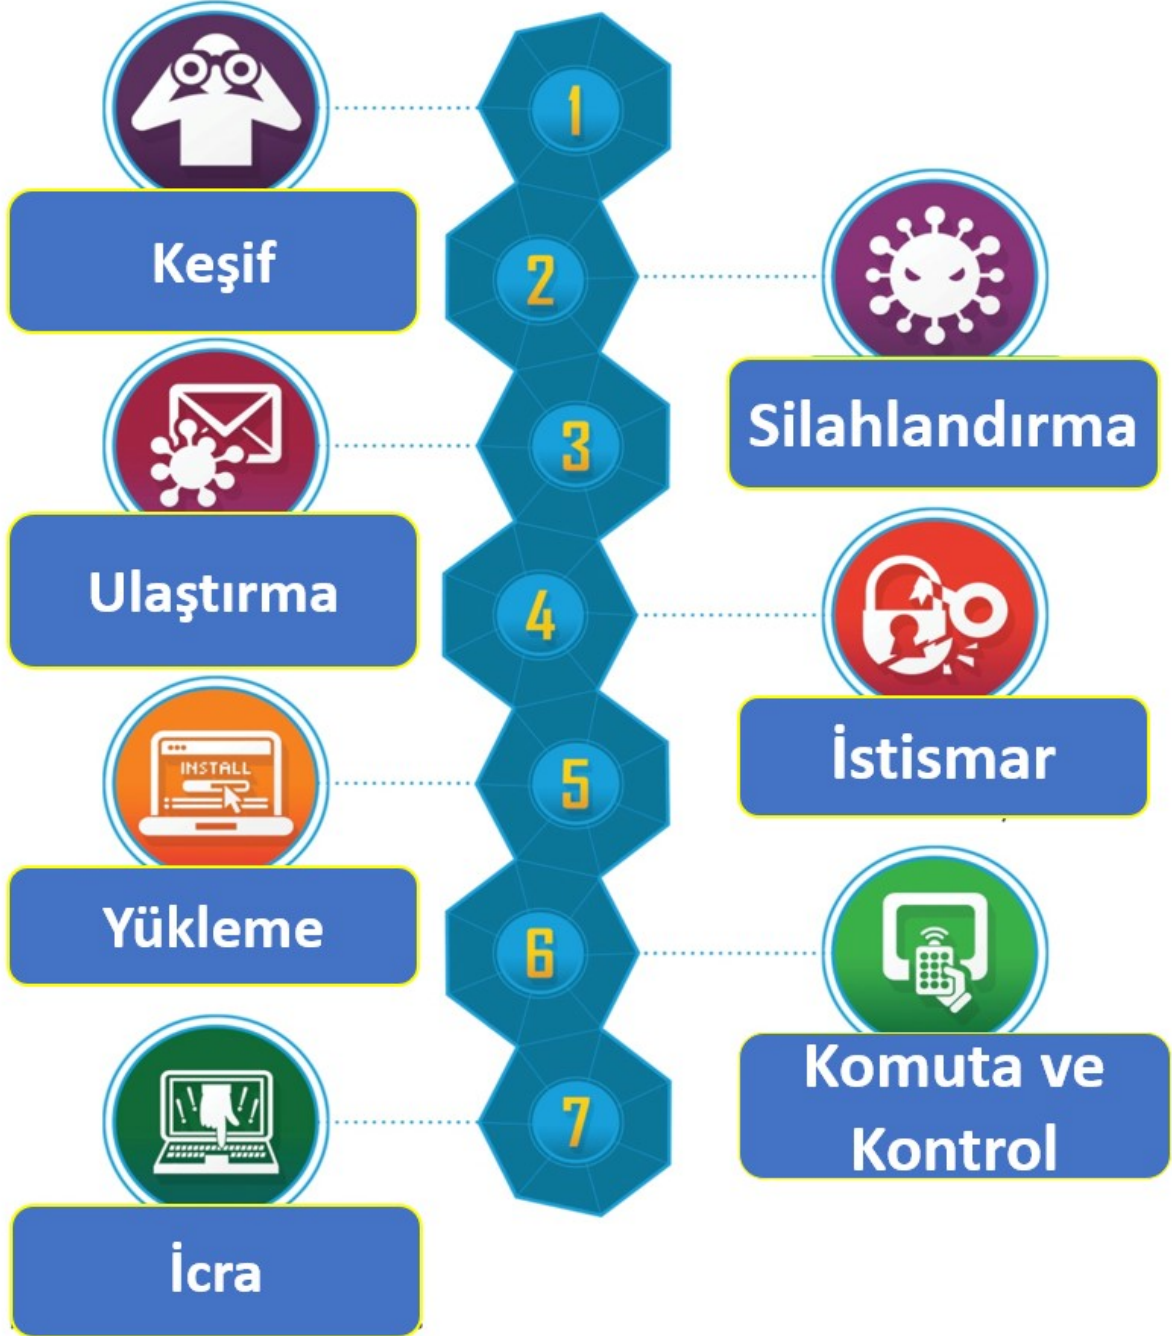 1
Keşif
2
Silahlandırma
3
Ulaştırma
4
İstismar
5
INSTALL
Yükleme
6
Komuta ve
Kontrol
7
İcra